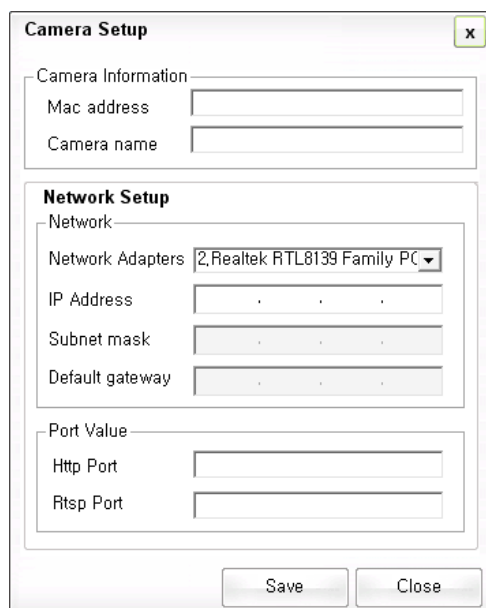 Camera Setup
x
Camera Information
Mac address
Camera name
Network Setup
Network
Network Adapters 2,Realtek RTL8139 Family PC
IP Address . . .
Subnet mask . . .
Default gateway . . .
Port Value
Http Port
Rtsp Port
Save Close